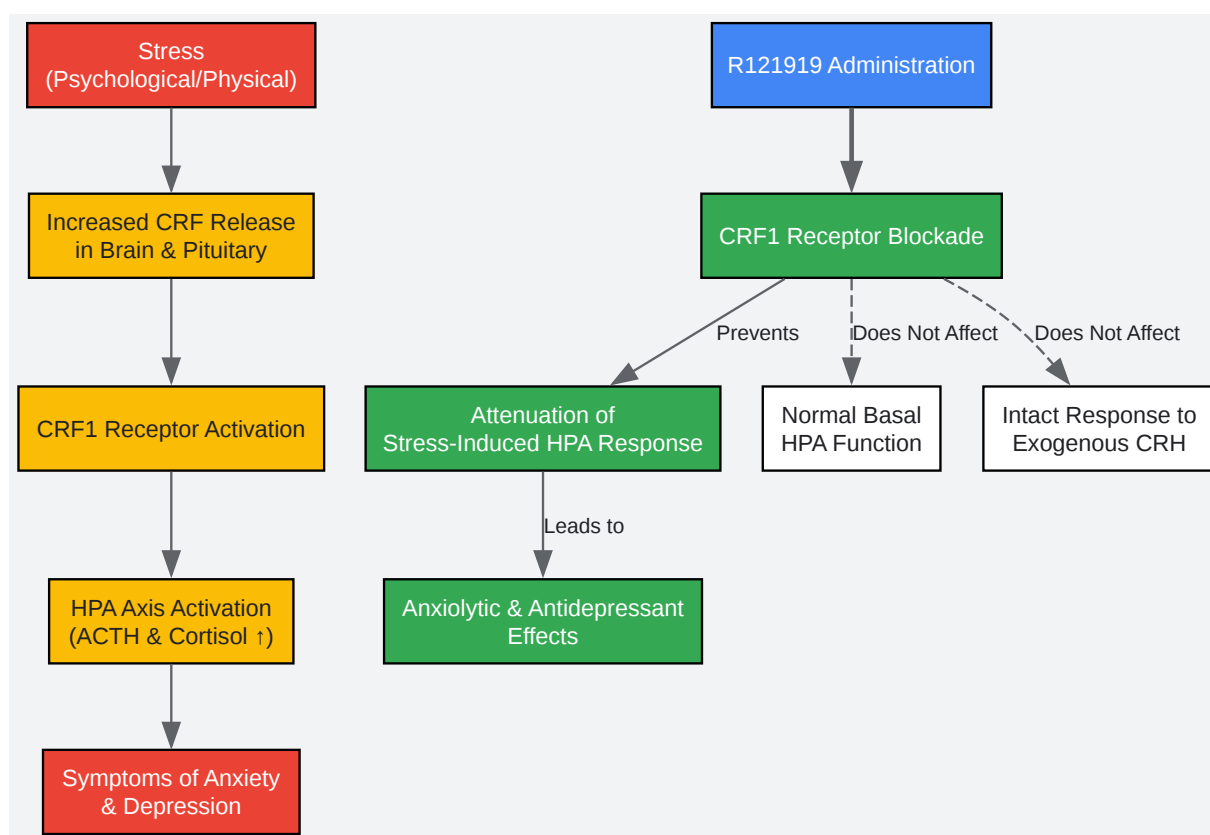 Stress
(Psychological/Physical)
Increased CRF Release
in Brain & Pituitary
CRF1 Receptor Activation
HPA Axis Activation
(ACTH & Cortisol ↑)
Symptoms of Anxiety
& Depression
R121919 Administration
CRF1 Receptor Blockade
Prevents
Does Not Affect
Does Not Affect
Attenuation of
Stress-Induced HPA Response
Normal Basal
HPA Function
Intact Response to
Exogenous CRH
Leads to
Anxiolytic & Antidepressant
Effects